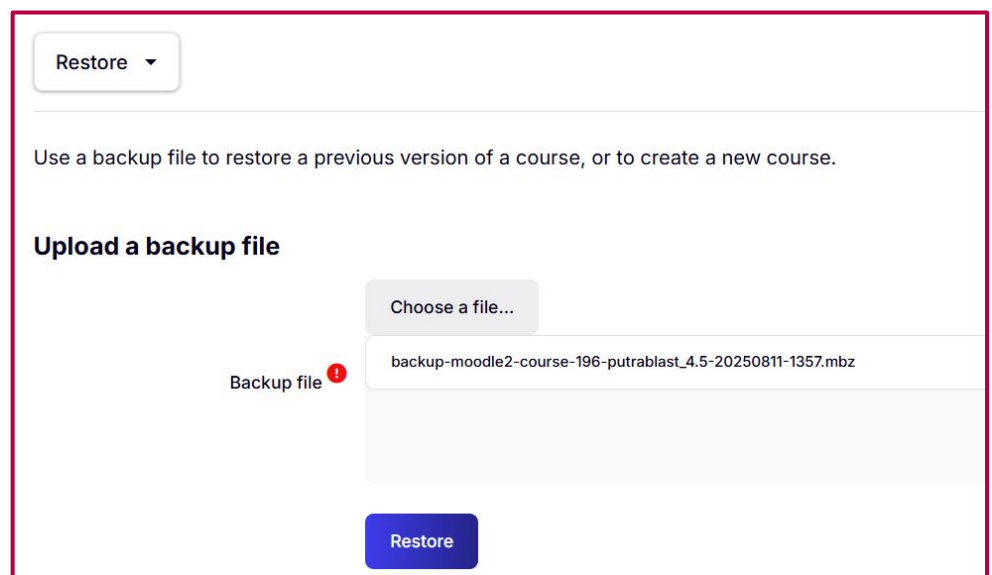 Restore
Use a backup file to restore a previous version of a course, or to create a new course.
Upload a backup file
Choose a file...
backup-moodle2-course-196-putrablast_4.5-20250811-1357.mbz
Backup file !
Restore